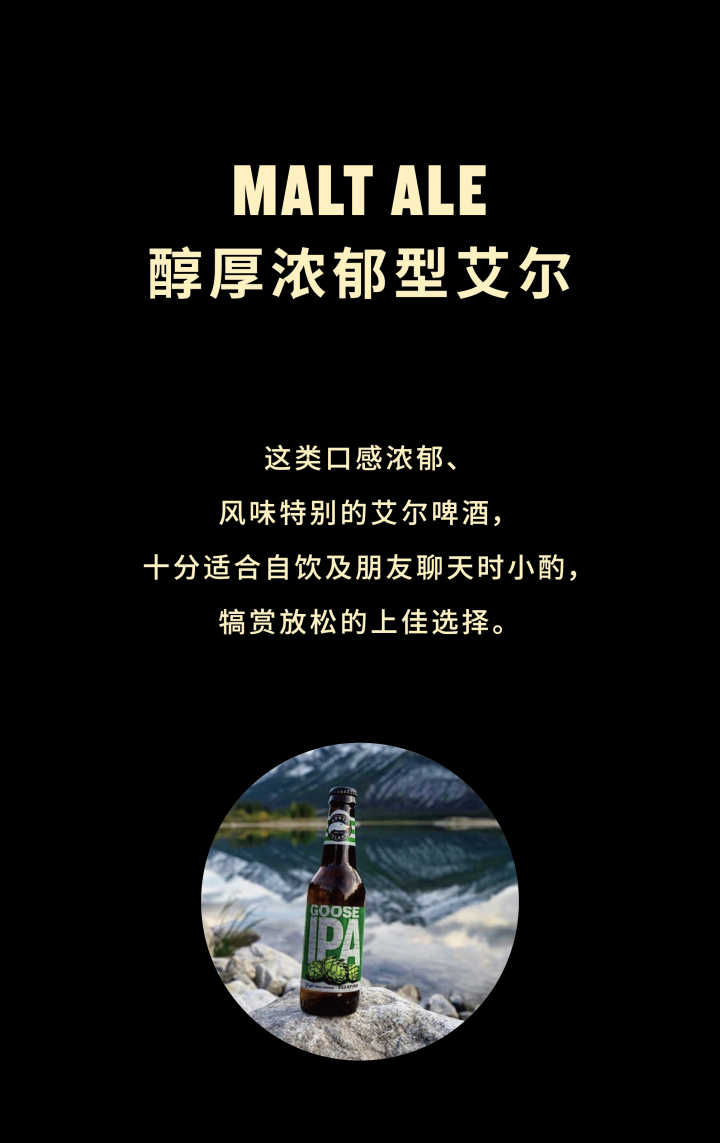 MALT ALE
醇厚浓郁型艾尔
这类口感浓郁、
风味特别的艾尔啤酒，
十分适合自饮及朋友聊天时小酌，
犒赏放松的上佳选择。
GOOSE
IPA